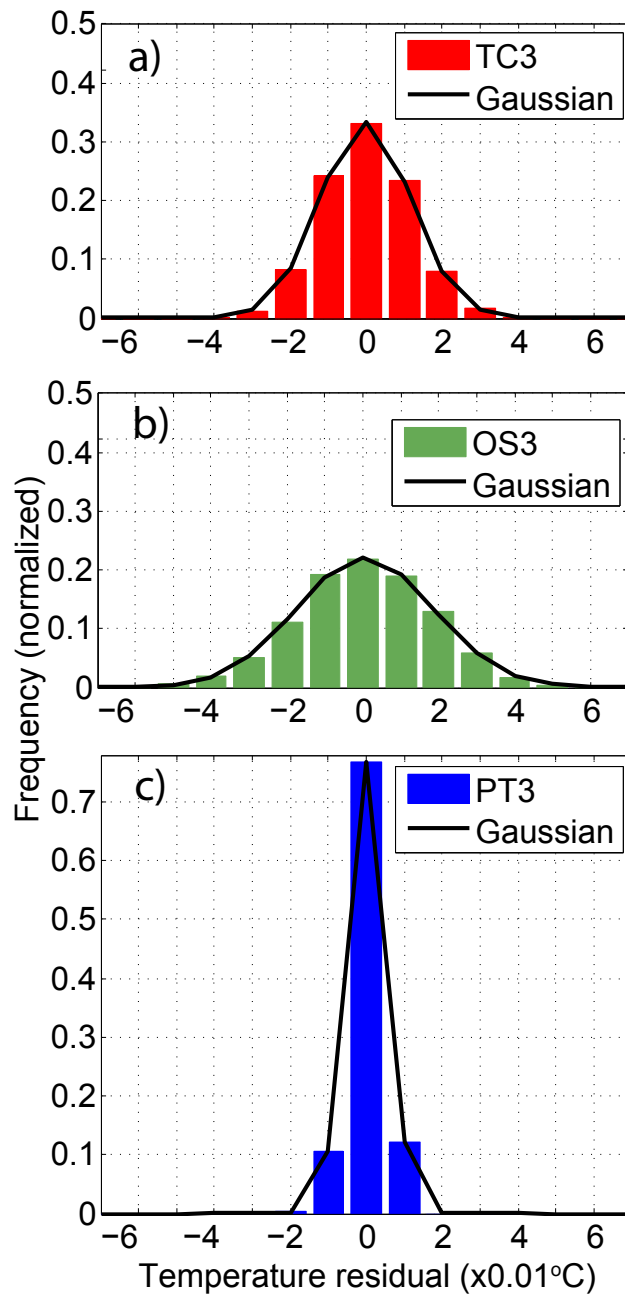 a)
TC3
Gaussian
0.5
0.4
0.3
0.2
0.1
0
−6 −4 −2 0 2 4 6
b)
OS3
Gaussian
0.5
0.4
0.3
0.2
0.1
0
−6 −4 −2 0 2 4 6
Frequency (normalized)
c)
PT3
Gaussian
0.7
0.6
0.5
0.4
0.3
0.2
0.1
0
−6 −4 −2 0 2 4 6
Temperature residual (x0.01°C)